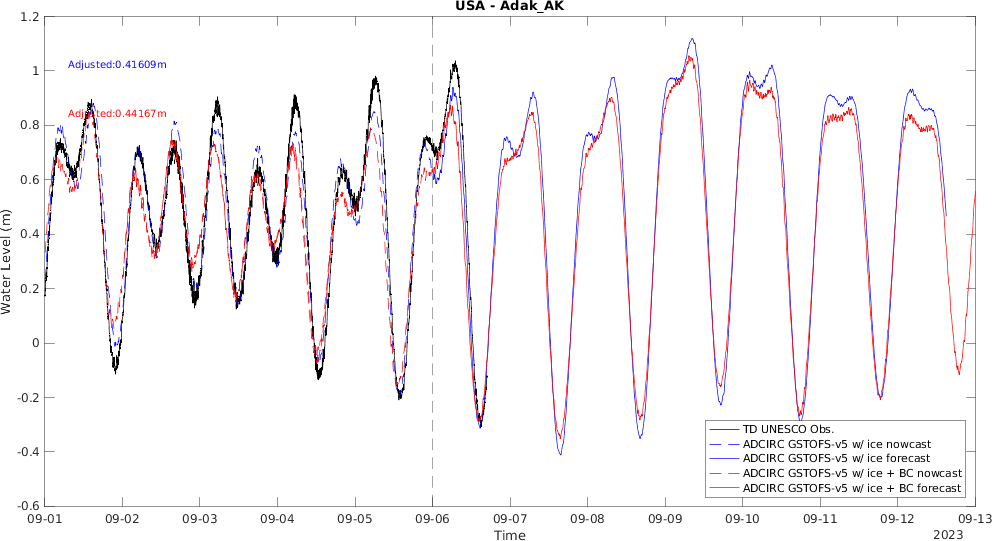 USA - Adak_AK
1.2
1
0.8
0.6
0.4
0.2
0
-0.2
-0.4
-0.6
Water Level (m)
Adjusted:0.41609m
Adjusted:0.44167m
TD UNESCO Obs.
ADCIRC GSTOFS-v5 w/ ice nowcast
ADCIRC GSTOFS-v5 w/ ice forecast
ADCIRC GSTOFS-v5 w/ ice + BC nowcast
ADCIRC GSTOFS-v5 w/ ice + BC forecast
09-01 09-02 09-03 09-04 09-05 09-06 09-07 09-08 09-09 09-10 09-11 09-12 09-13
Time
2023